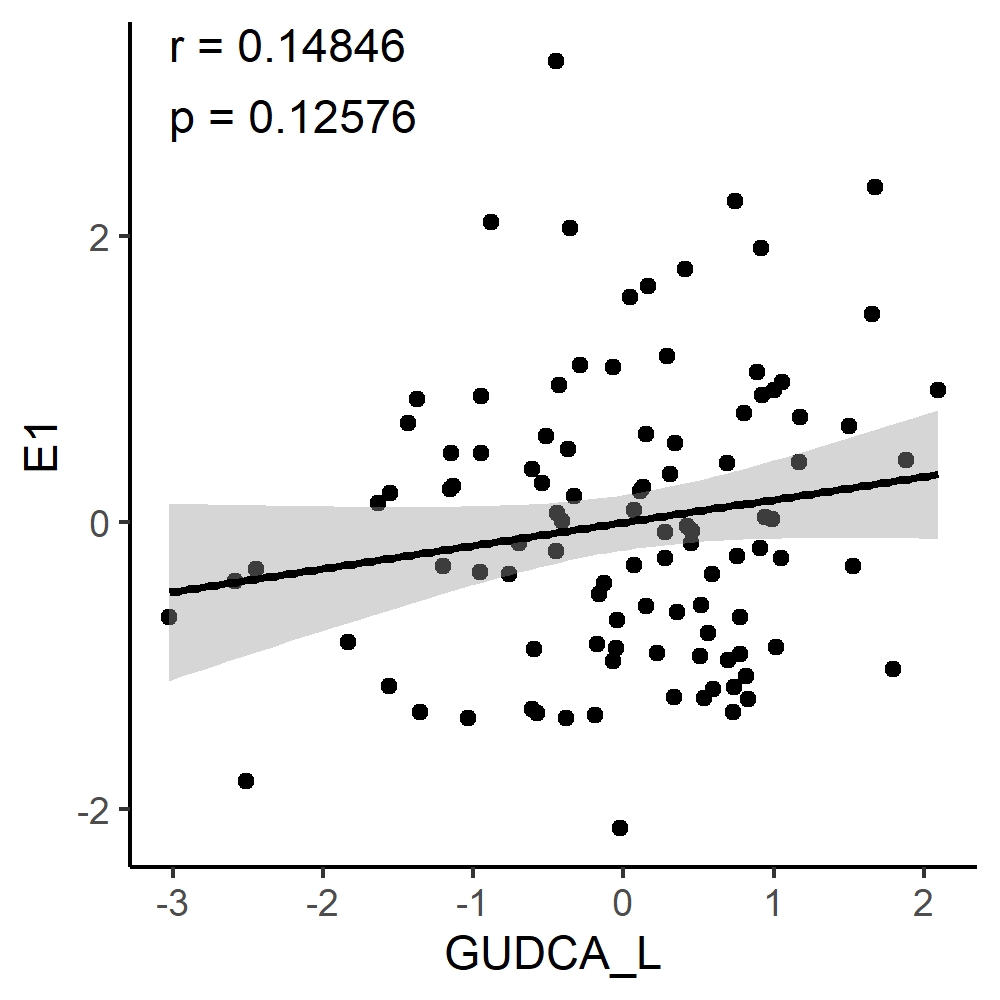 r = 0.14846
p = 0.12576
E1
2
0
-2
-3 -2 -1 0 1 2
GUDCA_L